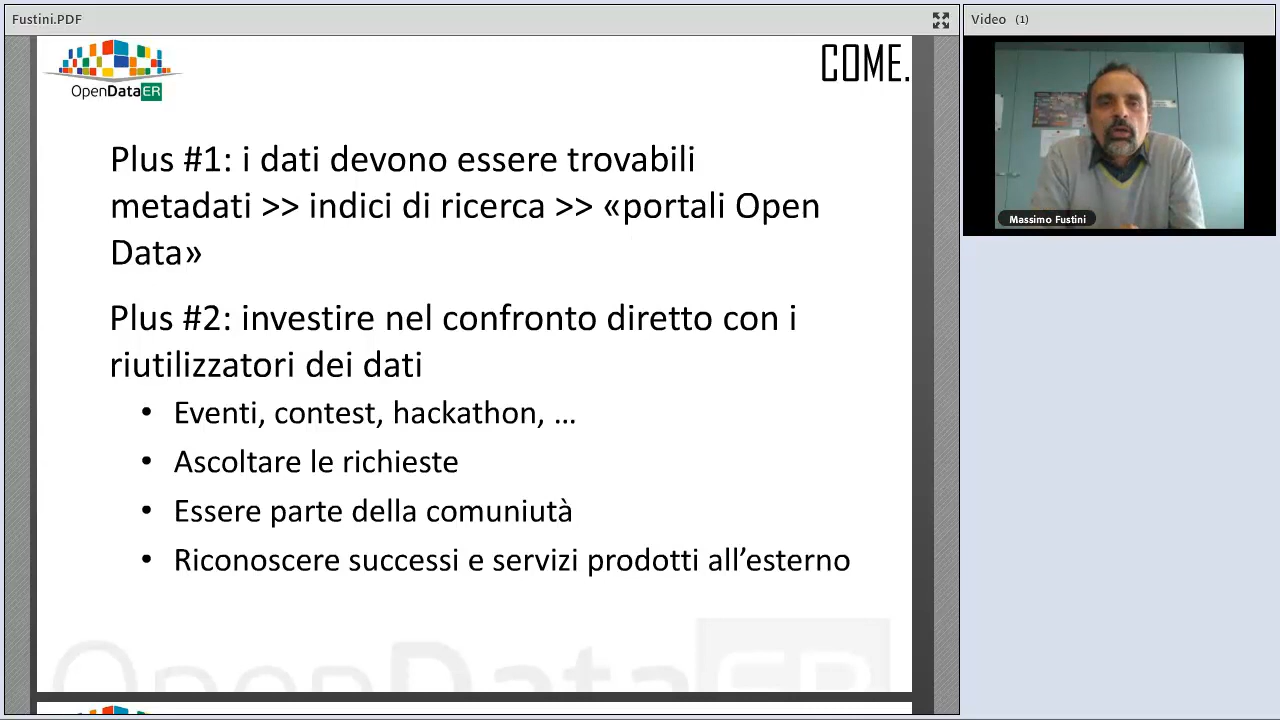 Fustini.PDF
Video (1)
OpenDataER
COME.
Plus #1: i dati devono essere trovabili
metadati >> indici di ricerca >> «portali Open
Data»
Plus #2: investire nel confronto diretto con i
riutilizzatori dei dati
• Eventi, contest, hackathon, …
• Ascoltare le richieste
• Essere parte della comuniutà
• Riconoscere successi e servizi prodotti all’esterno
OpenDataER
Massimo Fustini